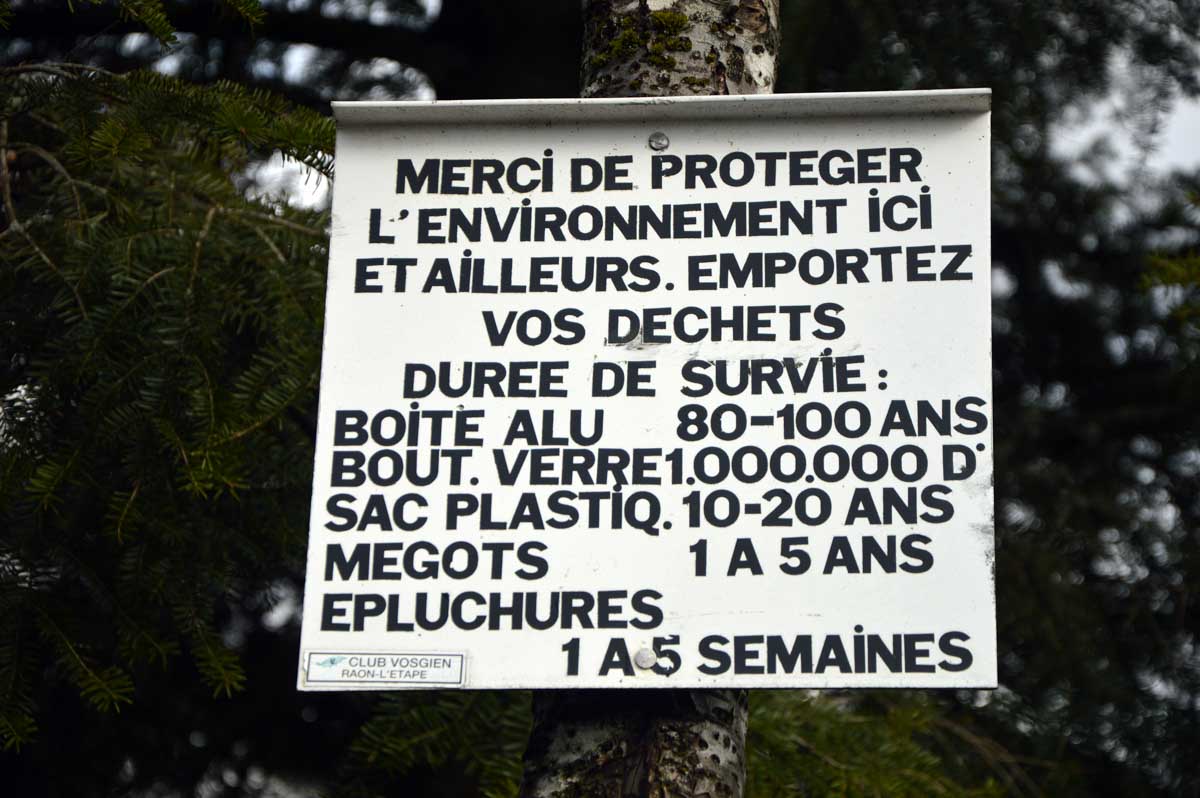 MERCi DE PROTEGER
L'ENViRONNEMENT iCi
ET AiLLEURS. EMPORTEZ
VOS DECHETS
DUREE DE SURViE :
BOiTE ALU 80-100 ANS
BOUT. VERRE 1.000.000 D'
SAC PLASTiQ. 10-20 ANS
MEGOTS 1 A 5 ANS
EPLUCHURES
1 A 5 SEMAiNES
CLUB VOSGIEN
RAON-L'ETAPE